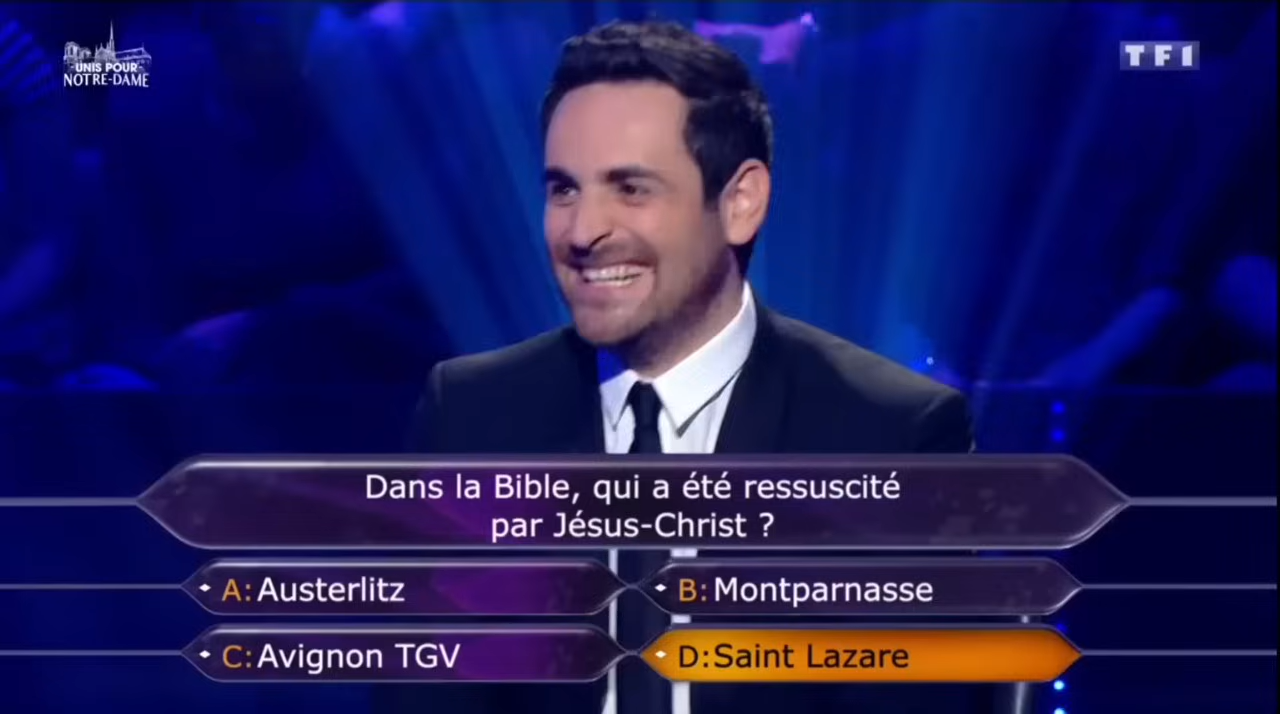 UNIS POUR
NOTRE-DAME
TF1
Dans la Bible, qui a été ressuscité
par Jésus-Christ ?
A: Austerlitz
B: Montparnasse
C: Avignon TGV
D: Saint Lazare